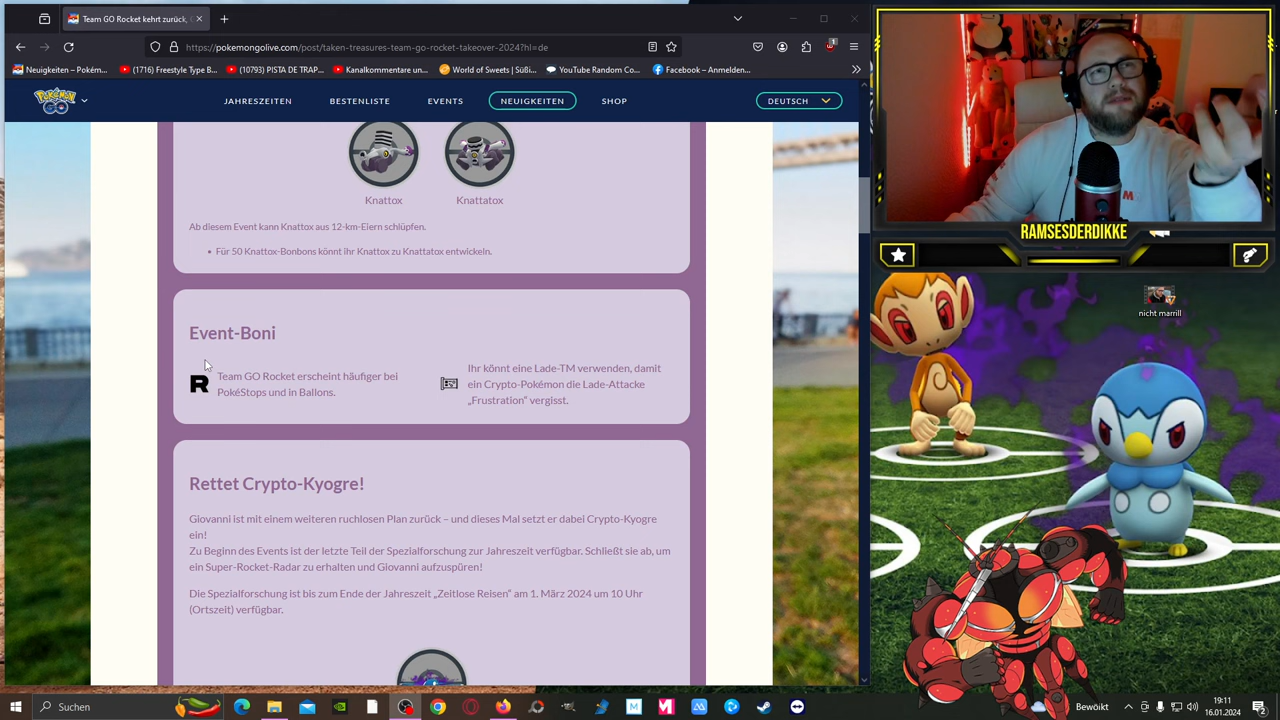 Team GO Rocket kehrt zurück,
https://pokemongolive.com/post/taken-treasures-team-go-rocket-takeover-2024?hl=de
1
Neuigkeiten – Pokém...
(1716) Freestyle Type B...
(10793) PISTA DE TRAP...
Kanalkommentare un...
World of Sweets | Süßi...
YouTube Random Co...
Facebook – Anmelden...
Pokémon GO
JAHRESZEITEN
BESTENLISTE
EVENTS
NEUIGKEITEN
SHOP
DEUTSCH
Knattox
Knattatox
Ab diesem Event kann Knattox aus 12-km-Eiern schlüpfen.
• Für 50 Knattox-Bonbons könnt ihr Knattox zu Knattatox entwickeln.
Event-Boni
R
Team GO Rocket erscheint häufiger bei
PokéStops und in Ballons.
Ihr könnt eine Lade-TM verwenden, damit
ein Crypto-Pokémon die Lade-Attacke
„Frustration“ vergisst.
Rettet Crypto-Kyogre!
Giovanni ist mit einem weiteren ruchlosen Plan zurück – und dieses Mal setzt er dabei Crypto-Kyogre
ein!
Zu Beginn des Events ist der letzte Teil der Spezialforschung zur Jahreszeit verfügbar. Schließt sie ab, um
ein Super-Rocket-Radar zu erhalten und Giovanni aufzuspüren!
Die Spezialforschung ist bis zum Ende der Jahreszeit „Zeitlose Reisen“ am 1. März 2024 um 10 Uhr
(Ortszeit) verfügbar.
RAMSESDERDIKKE
nicht marrill
Suchen
Bewölkt
19:11
16.01.2024
2